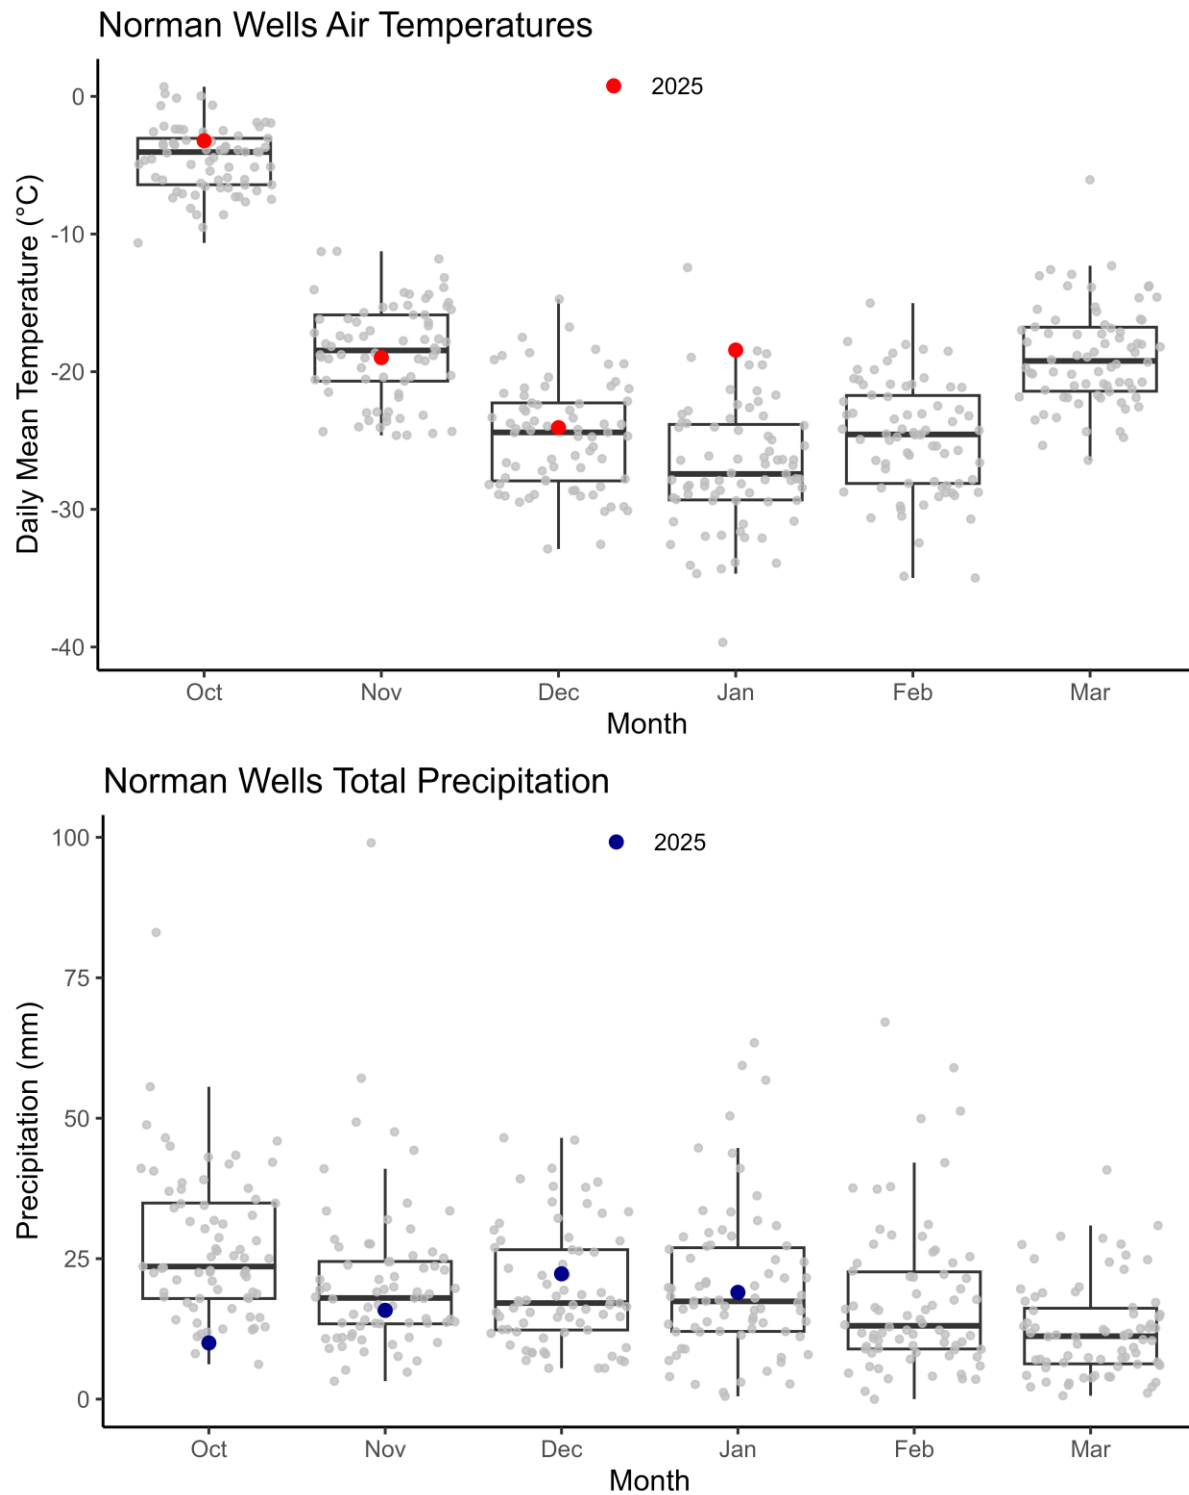 Norman Wells Air Temperatures
2025
Daily Mean Temperature (°C)
0
-10
-20
-30
-40
Oct Nov Dec Jan Feb Mar
Month
Norman Wells Total Precipitation
2025
Precipitation (mm)
100
75
50
25
0
Oct Nov Dec Jan Feb Mar
Month